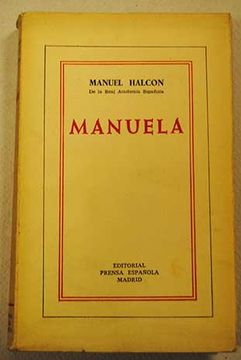 MANUEL HALCON
De la Real Academia Española
MANUELA
EDITORIAL
PRENSA ESPAÑOLA
MADRID